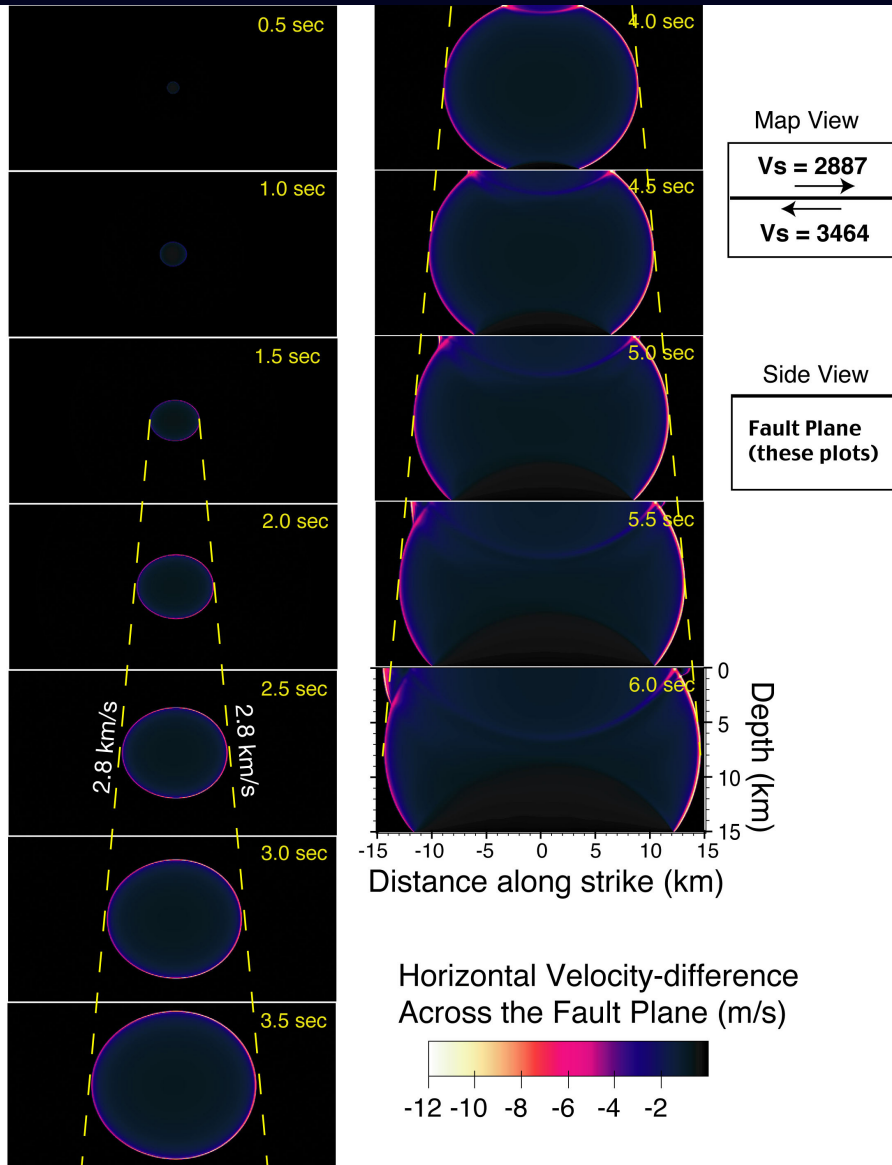 0.5 sec
1.0 sec
1.5 sec
2.0 sec
2.5 sec
2.8 km/s
2.8 km/s
3.0 sec
3.5 sec
4.0 sec
4.5 sec
5.0 sec
5.5 sec
6.0 sec
0
5
10
15
Depth (km)
-15 -10 -5 0 5 10 15
Distance along strike (km)
Map View
Vs = 2887
Vs = 3464
Side View
Fault Plane
(these plots)
Horizontal Velocity-difference
Across the Fault Plane (m/s)
-12 -10 -8 -6 -4 -2